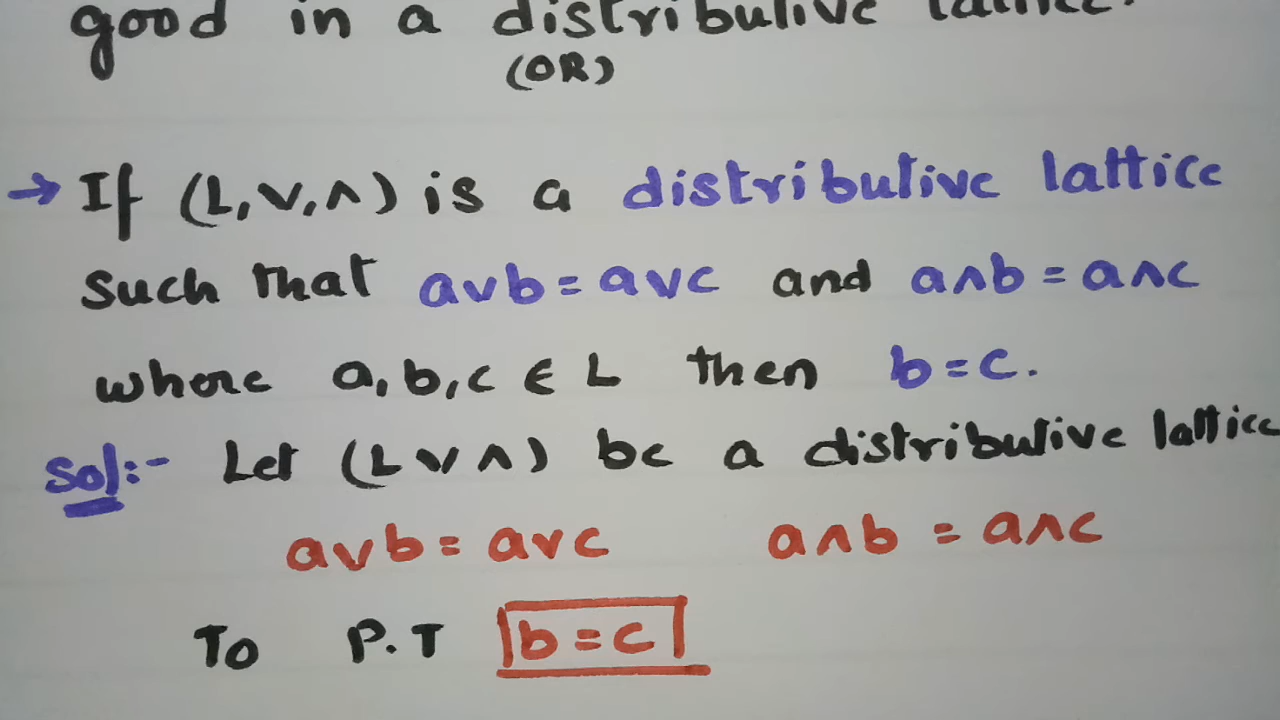 good in a distributive lattice.
(OR)
→ If (L,∨,∧) is a distributive lattice
such that a∨b = a∨c and a∧b = a∧c
where a,b,c ∈ L then b=c.
Sol:- Let (L ∨ ∧) be a distributive lattice
a∨b = a∨c a∧b = a∧c
To P.T b=c